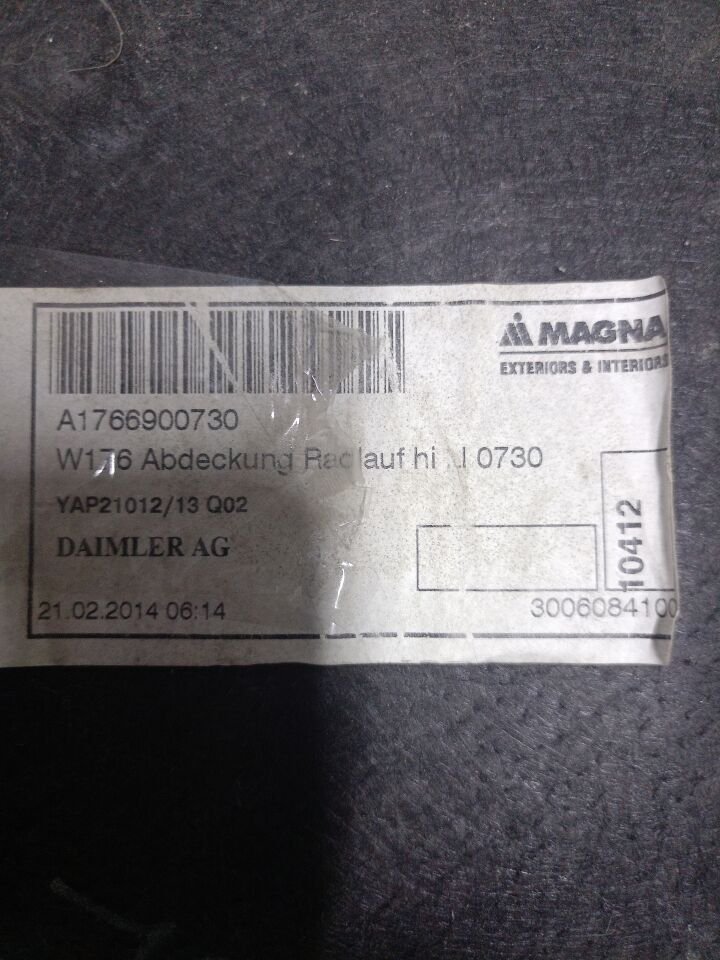 MAGNA
EXTERIORS & INTERIORS
A1766900730
W176 Abdeckung Radlauf hi 0730
YAP21012/13 Q02
DAIMLER AG
10412
21.02.2014 06:14
3006084100